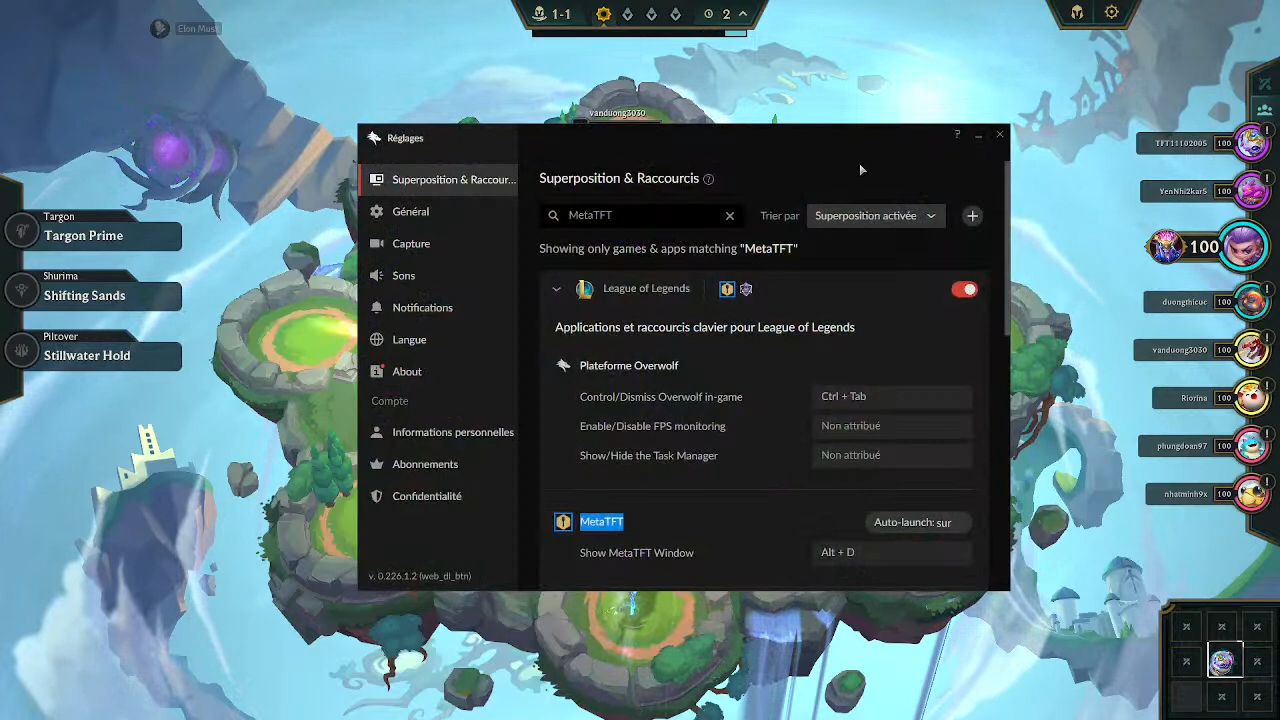 1-1
2
Elon Musk
vanduong3030
Targon
Targon Prime
Shurima
Shifting Sands
Piltover
Stillwater Hold
Réglages
?
Superposition & Raccour...
Général
Capture
Sons
Notifications
Langue
About
Compte
Informations personnelles
Abonnements
Confidentialité
v. 0.226.1.2 (web_dl_btn)
Superposition & Raccourcis ?
MetaTFT
Trier par
Superposition activée
Showing only games & apps matching "MetaTFT"
League of Legends
Applications et raccourcis clavier pour League of Legends
Plateforme Overwolf
Control/Dismiss Overwolf in-game Ctrl + Tab
Enable/Disable FPS monitoring Non attribué
Show/Hide the Task Manager Non attribué
MetaTFT Auto-launch: sur
Show MetaTFT Window Alt + D
TFT11102005 100
YenNhi2kar5 100
100
duongthicuc 100
vanduong3030 100
Riorina 100
phungdoan97 100
nhatminh9x 100